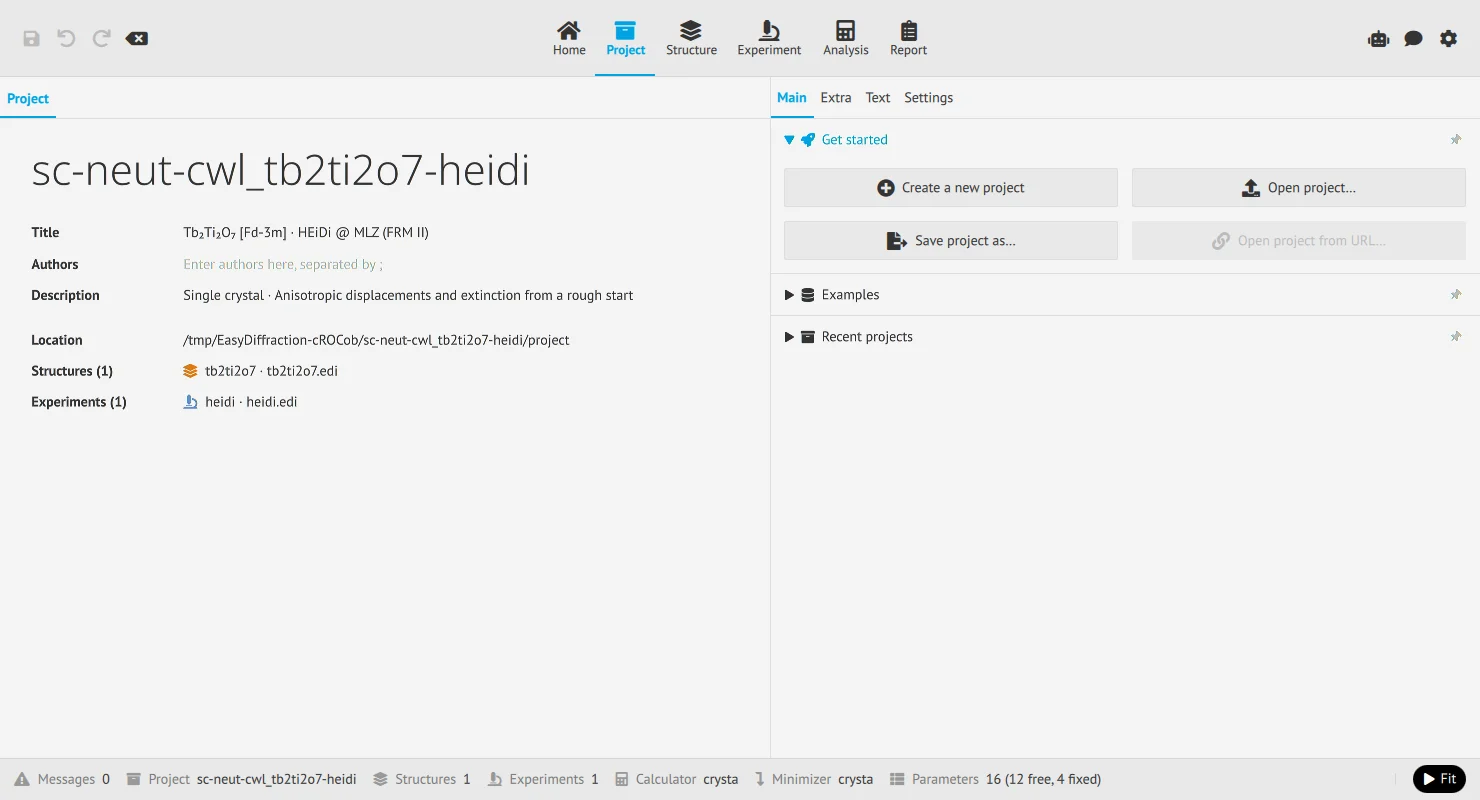 Home Project Structure Experiment Analysis Report
Project
Main Extra Text Settings
sc-neut-cwl_tb2ti2o7-heidi
Title Tb₂Ti₂O₇ [Fd-3m] · HEiDi @ MLZ (FRM II)
Authors Enter authors here, separated by ;
Description Single crystal · Anisotropic displacements and extinction from a rough start
Location /tmp/EasyDiffraction-cROCob/sc-neut-cwl_tb2ti2o7-heidi/project
Structures (1) tb2ti2o7 · tb2ti2o7.edi
Experiments (1) heidi · heidi.edi
Get started
Create a new project Open project...
Save project as... Open project from URL...
Examples
Recent projects
Messages 0 Project sc-neut-cwl_tb2ti2o7-heidi Structures 1 Experiments 1 Calculator crysta Minimizer crysta Parameters 16 (12 free, 4 fixed) Fit